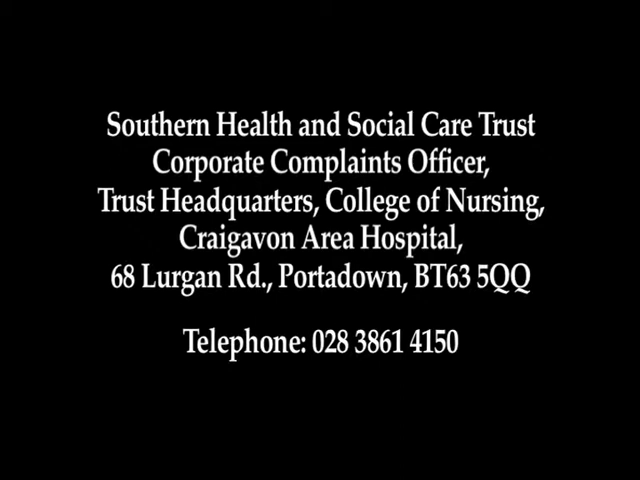 Southern Health and Social Care Trust
Corporate Complaints Officer,
Trust Headquarters, College of Nursing,
Craigavon Area Hospital,
68 Lurgan Rd., Portadown, BT63 5QQ
Telephone: 028 3861 4150